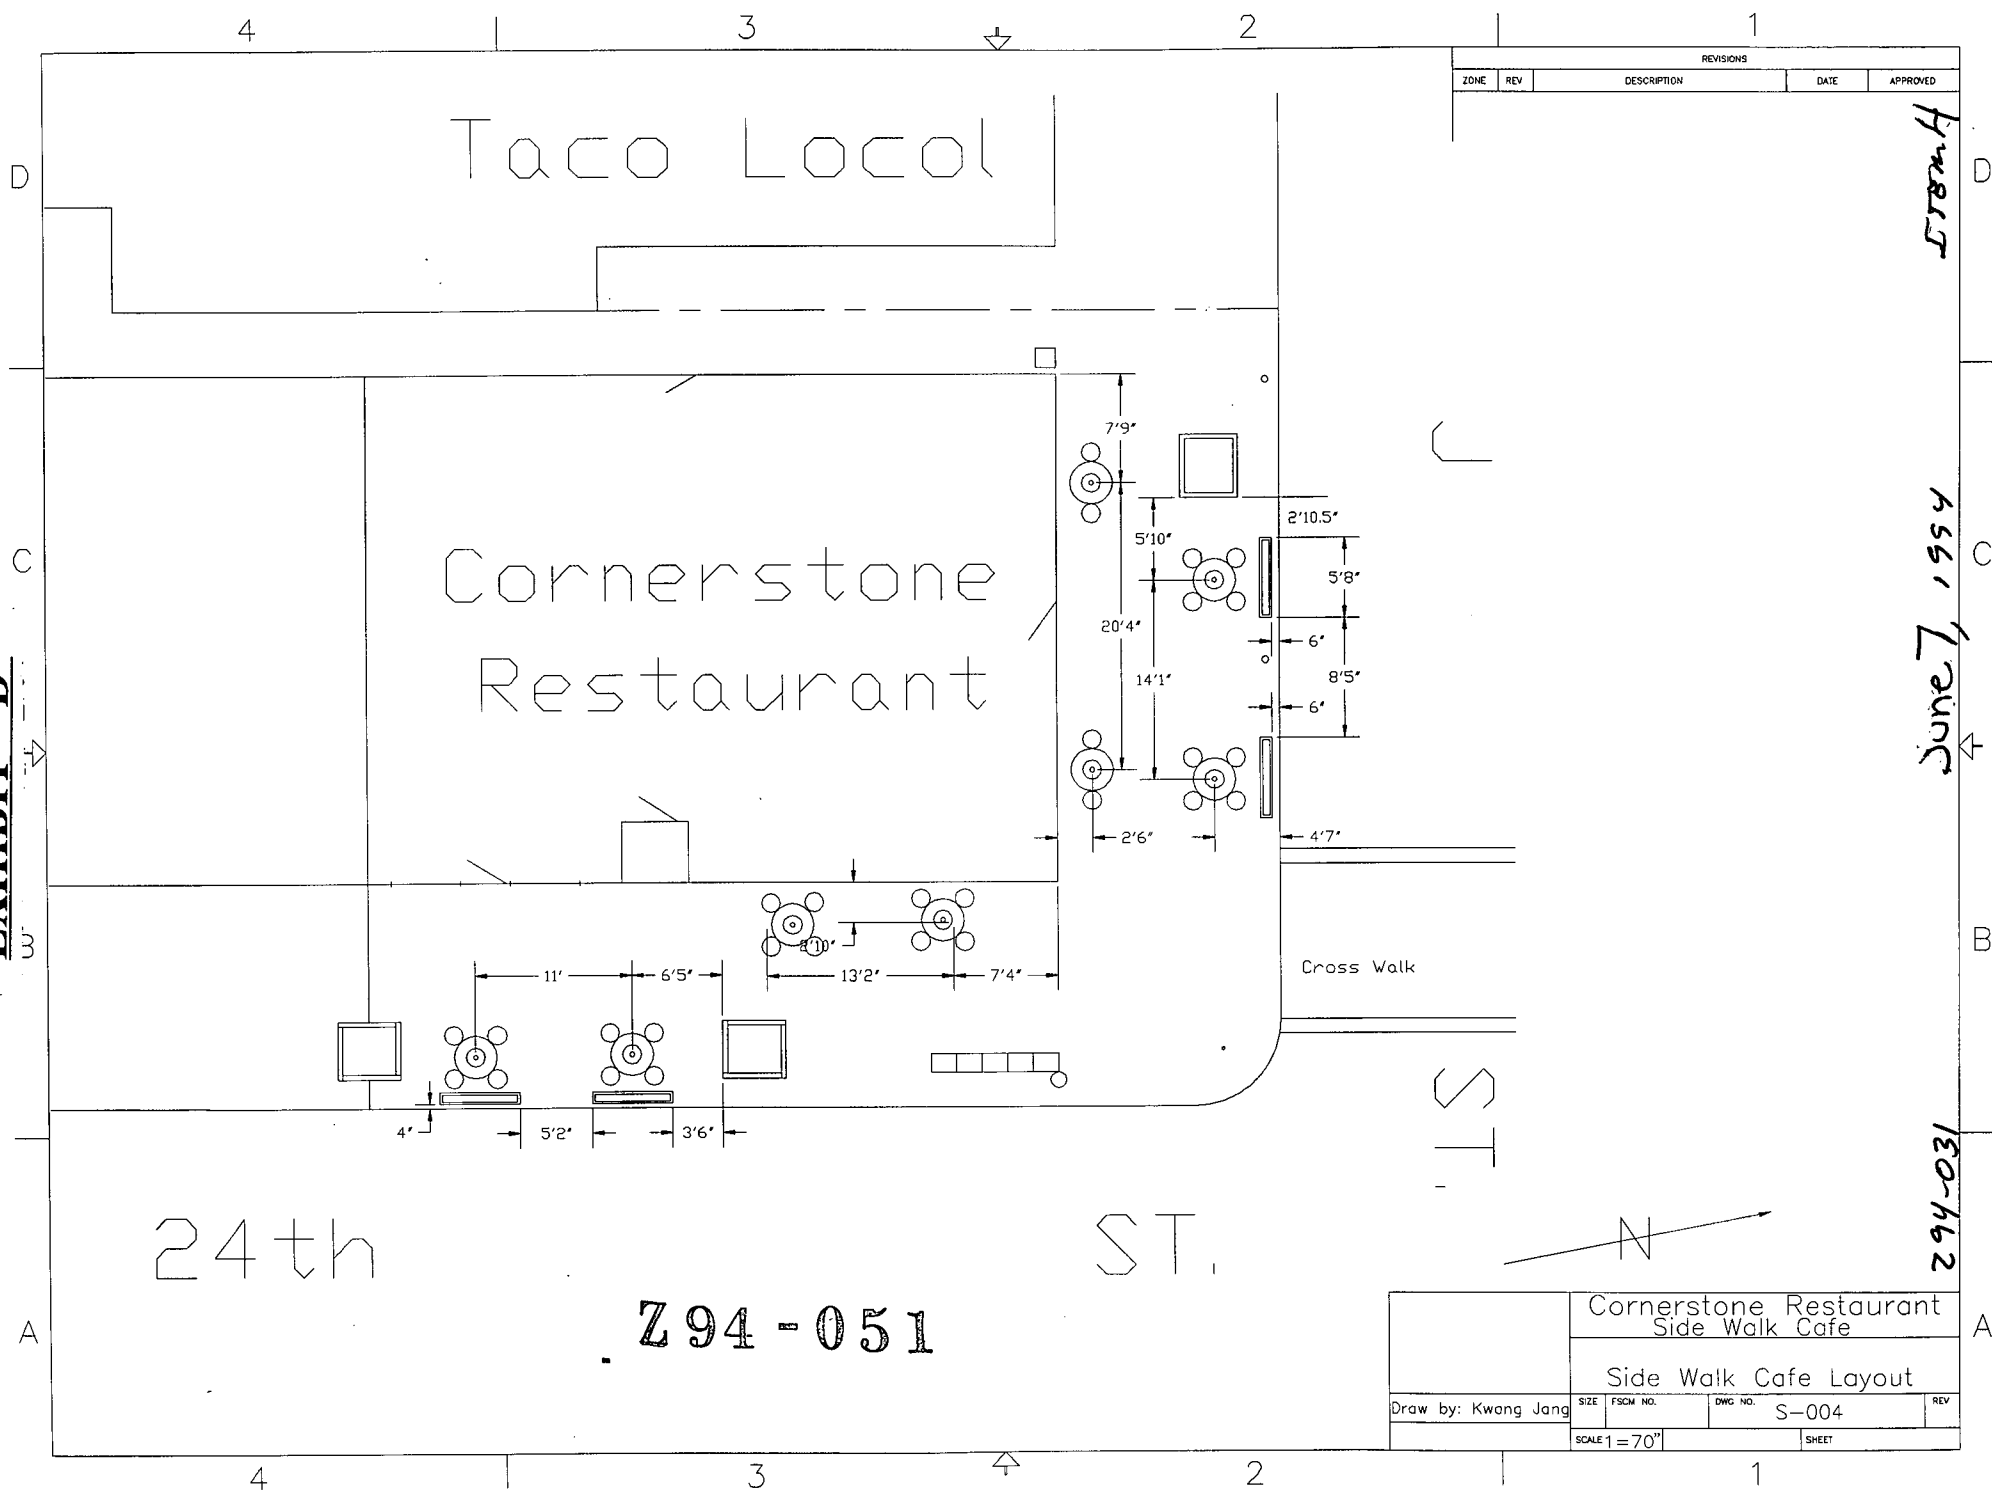 4 3 2 1
REVISIONS
ZONE REV DESCRIPTION DATE APPROVED
D
D
Taco Local
Item H
C
C
Cornerstone
Restaurant
7'9"
2'10.5"
5'10"
5'8"
20'4"
6"
14'1"
8'5"
6"
2'6"
4'7"
J
ST.
June 7, 1994
B
B
2'10"
11'
6'5"
13'2"
7'4"
Cross Walk
4"
5'2"
3'6"
24th ST.
N
Z94-031
Z94-051
A
A
Cornerstone Restaurant
Side Walk Cafe
Side Walk Cafe Layout
Draw by: Kwong Jang
SIZE FSCM NO. DWG NO. S-004 REV
SCALE 1=70" SHEET
4 3 2 1